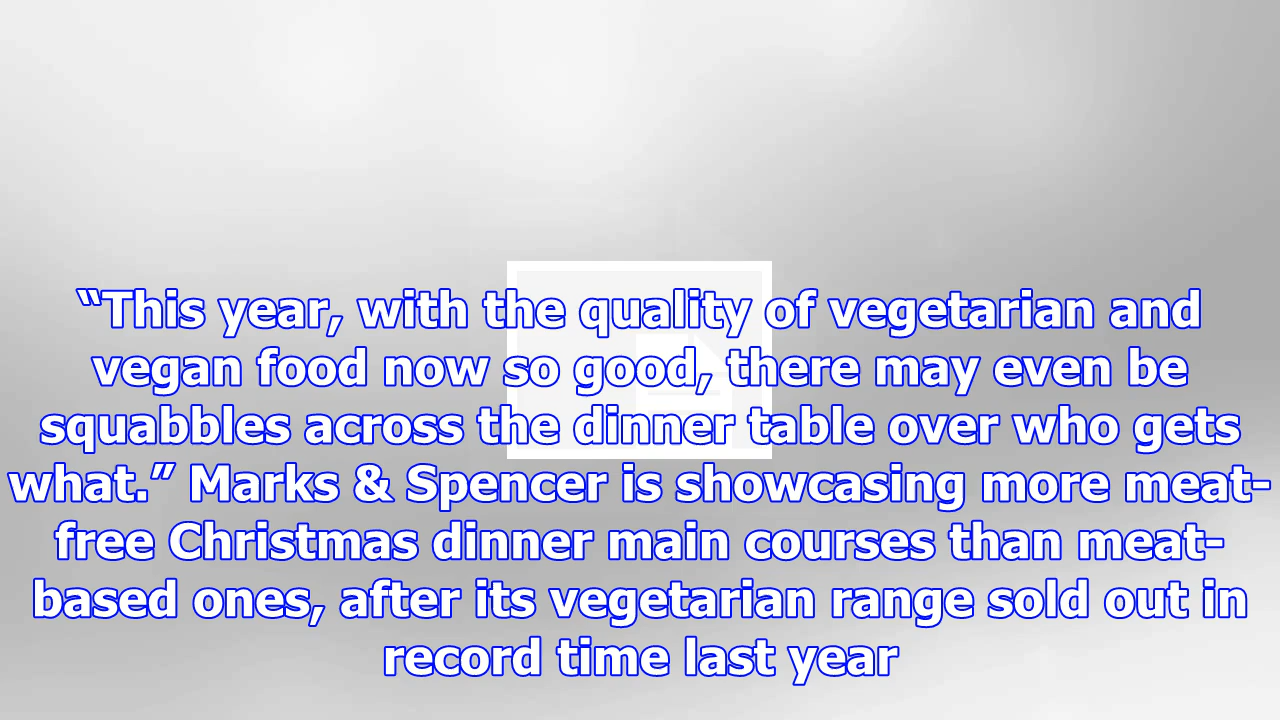 “This year, with the quality of vegetarian and
vegan food now so good, there may even be
squabbles across the dinner table over who gets
what.” Marks & Spencer is showcasing more meat-
free Christmas dinner main courses than meat-
based ones, after its vegetarian range sold out in
record time last year